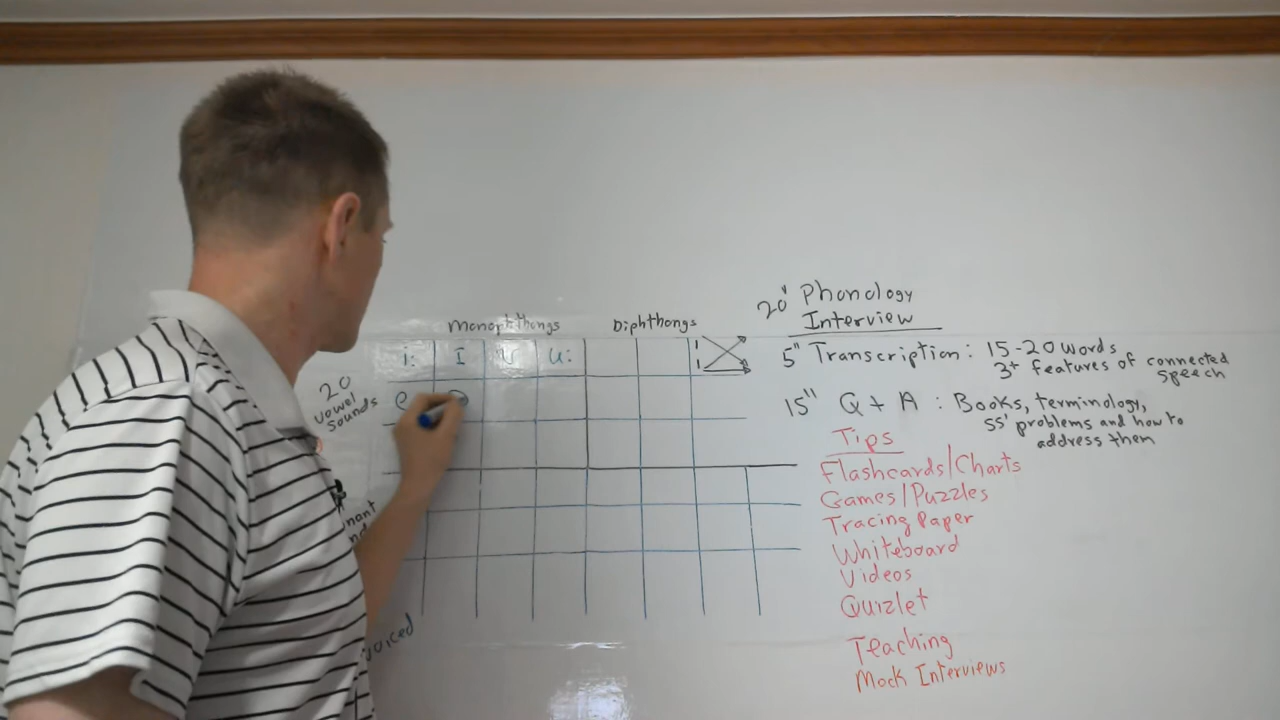 Monophthongs Diphthongs
i: I ʊ u:
e
20
vowel
sounds
voiced
20' Phonology
Interview
5" Transcription: 15-20 words
3+ features of connected
speech
15" Q + A : Books, terminology,
SS' problems and how to
address them
Tips
Flashcards/Charts
Games/Puzzles
Tracing Paper
Whiteboard
Videos
Quizlet
Teaching
Mock Interviews